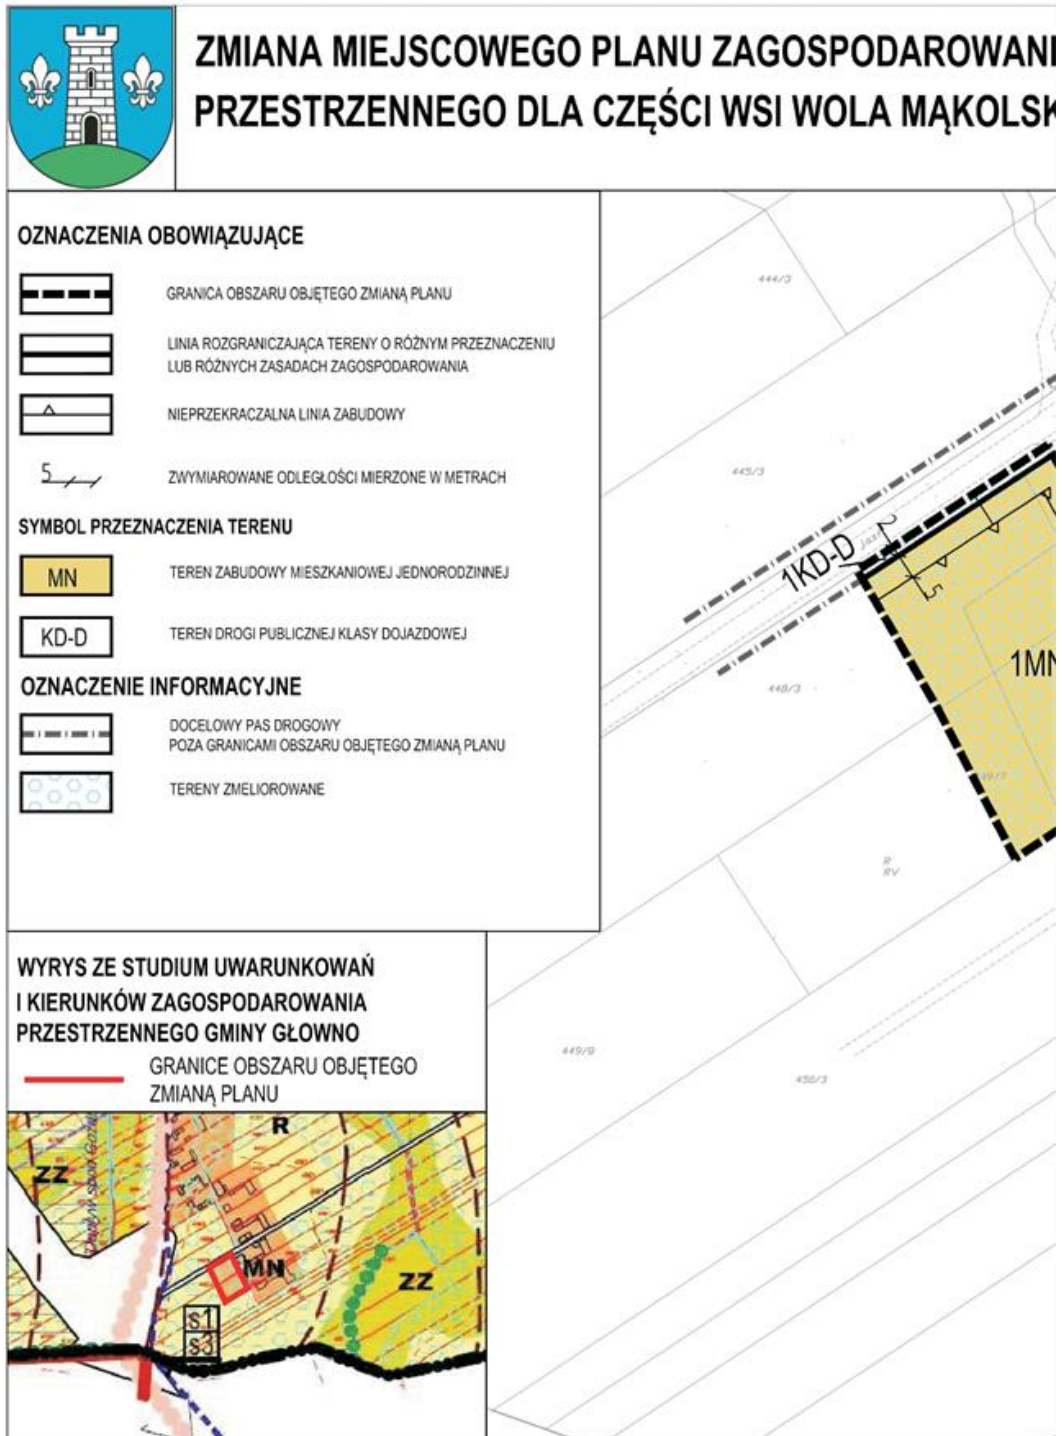 ZMIANA MIEJSCOWEGO PLANU ZAGOSPODAROWANI
PRZESTRZENNEGO DLA CZĘŚCI WSI WOLA MĄKOLSK
OZNACZENIA OBOWIĄZUJĄCE
GRANICA OBSZARU OBJĘTEGO ZMIANĄ PLANU
LINIA ROZGRANICZAJĄCA TERENY O RÓŻNYM PRZEZNACZENIU
LUB RÓŻNYCH ZASADACH ZAGOSPODAROWANIA
NIEPRZEKRACZALNA LINIA ZABUDOWY
5
ZWYMIAROWANE ODLEGŁOŚCI MIERZONE W METRACH
SYMBOL PRZEZNACZENIA TERENU
MN
TEREN ZABUDOWY MIESZKANIOWEJ JEDNORODZINNEJ
KD-D
TEREN DROGI PUBLICZNEJ KLASY DOJAZDOWEJ
OZNACZENIE INFORMACYJNE
DOCELOWY PAS DROGOWY
POZA GRANICAMI OBSZARU OBJĘTEGO ZMIANĄ PLANU
TERENY ZMELIOROWANE
444/3
445/3
1KD-D
2
5
1MN
448/3
R
RV
449/9
450/3
WYRYS ZE STUDIUM UWARUNKOWAŃ
I KIERUNKÓW ZAGOSPODAROWANIA
PRZESTRZENNEGO GMINY GŁOWNO
GRANICE OBSZARU OBJĘTEGO
ZMIANĄ PLANU
R
ZZ
MN
ZZ
s1
s3